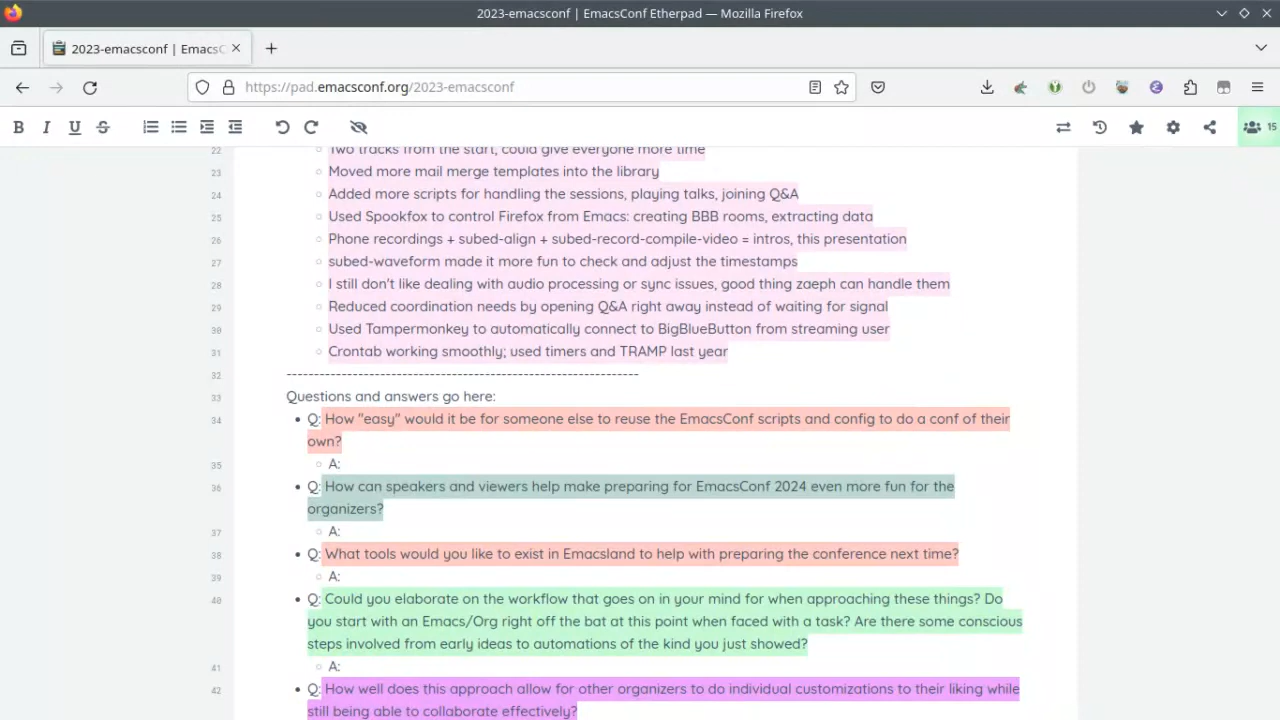 2023-emacsconf | EmacsConf Etherpad — Mozilla Firefox
2023-emacsconf | EmacsC
https://pad.emacsconf.org/2023-emacsconf
B I U S 15
22 Two tracks from the start, could give everyone more time
23 Moved more mail merge templates into the library
24 Added more scripts for handling the sessions, playing talks, joining Q&A
25 Used Spookfox to control Firefox from Emacs: creating BBB rooms, extracting data
26 Phone recordings + subed-align + subed-record-compile-video = intros, this presentation
27 subed-waveform made it more fun to check and adjust the timestamps
28 I still don't like dealing with audio processing or sync issues, good thing zaeph can handle them
29 Reduced coordination needs by opening Q&A right away instead of waiting for signal
30 Used Tampermonkey to automatically connect to BigBlueButton from streaming user
31 Crontab working smoothly; used timers and TRAMP last year
32 ----------------------------------------------------------------
33 Questions and answers go here:
34 Q: How "easy" would it be for someone else to reuse the EmacsConf scripts and config to do a conf of their
own?
35 A:
36 Q: How can speakers and viewers help make preparing for EmacsConf 2024 even more fun for the
organizers?
37 A:
38 Q: What tools would you like to exist in Emacsland to help with preparing the conference next time?
39 A:
40 Q: Could you elaborate on the workflow that goes on in your mind for when approaching these things? Do
you start with an Emacs/Org right off the bat at this point when faced with a task? Are there some conscious
steps involved from early ideas to automations of the kind you just showed?
41 A:
42 Q: How well does this approach allow for other organizers to do individual customizations to their liking while
still being able to collaborate effectively?